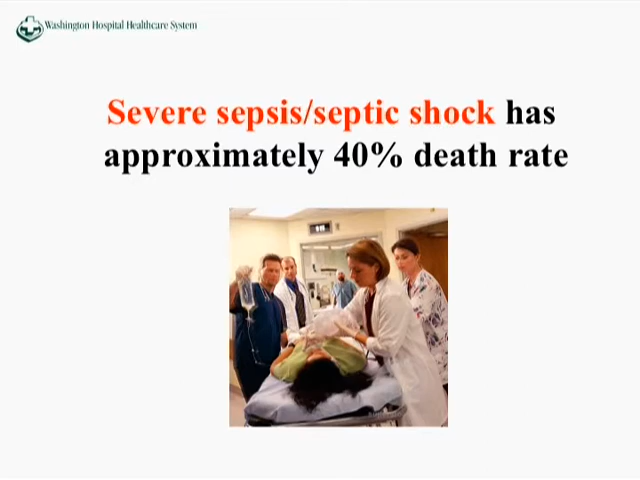 Washington Hospital Healthcare System
Severe sepsis/septic shock has
approximately 40% death rate